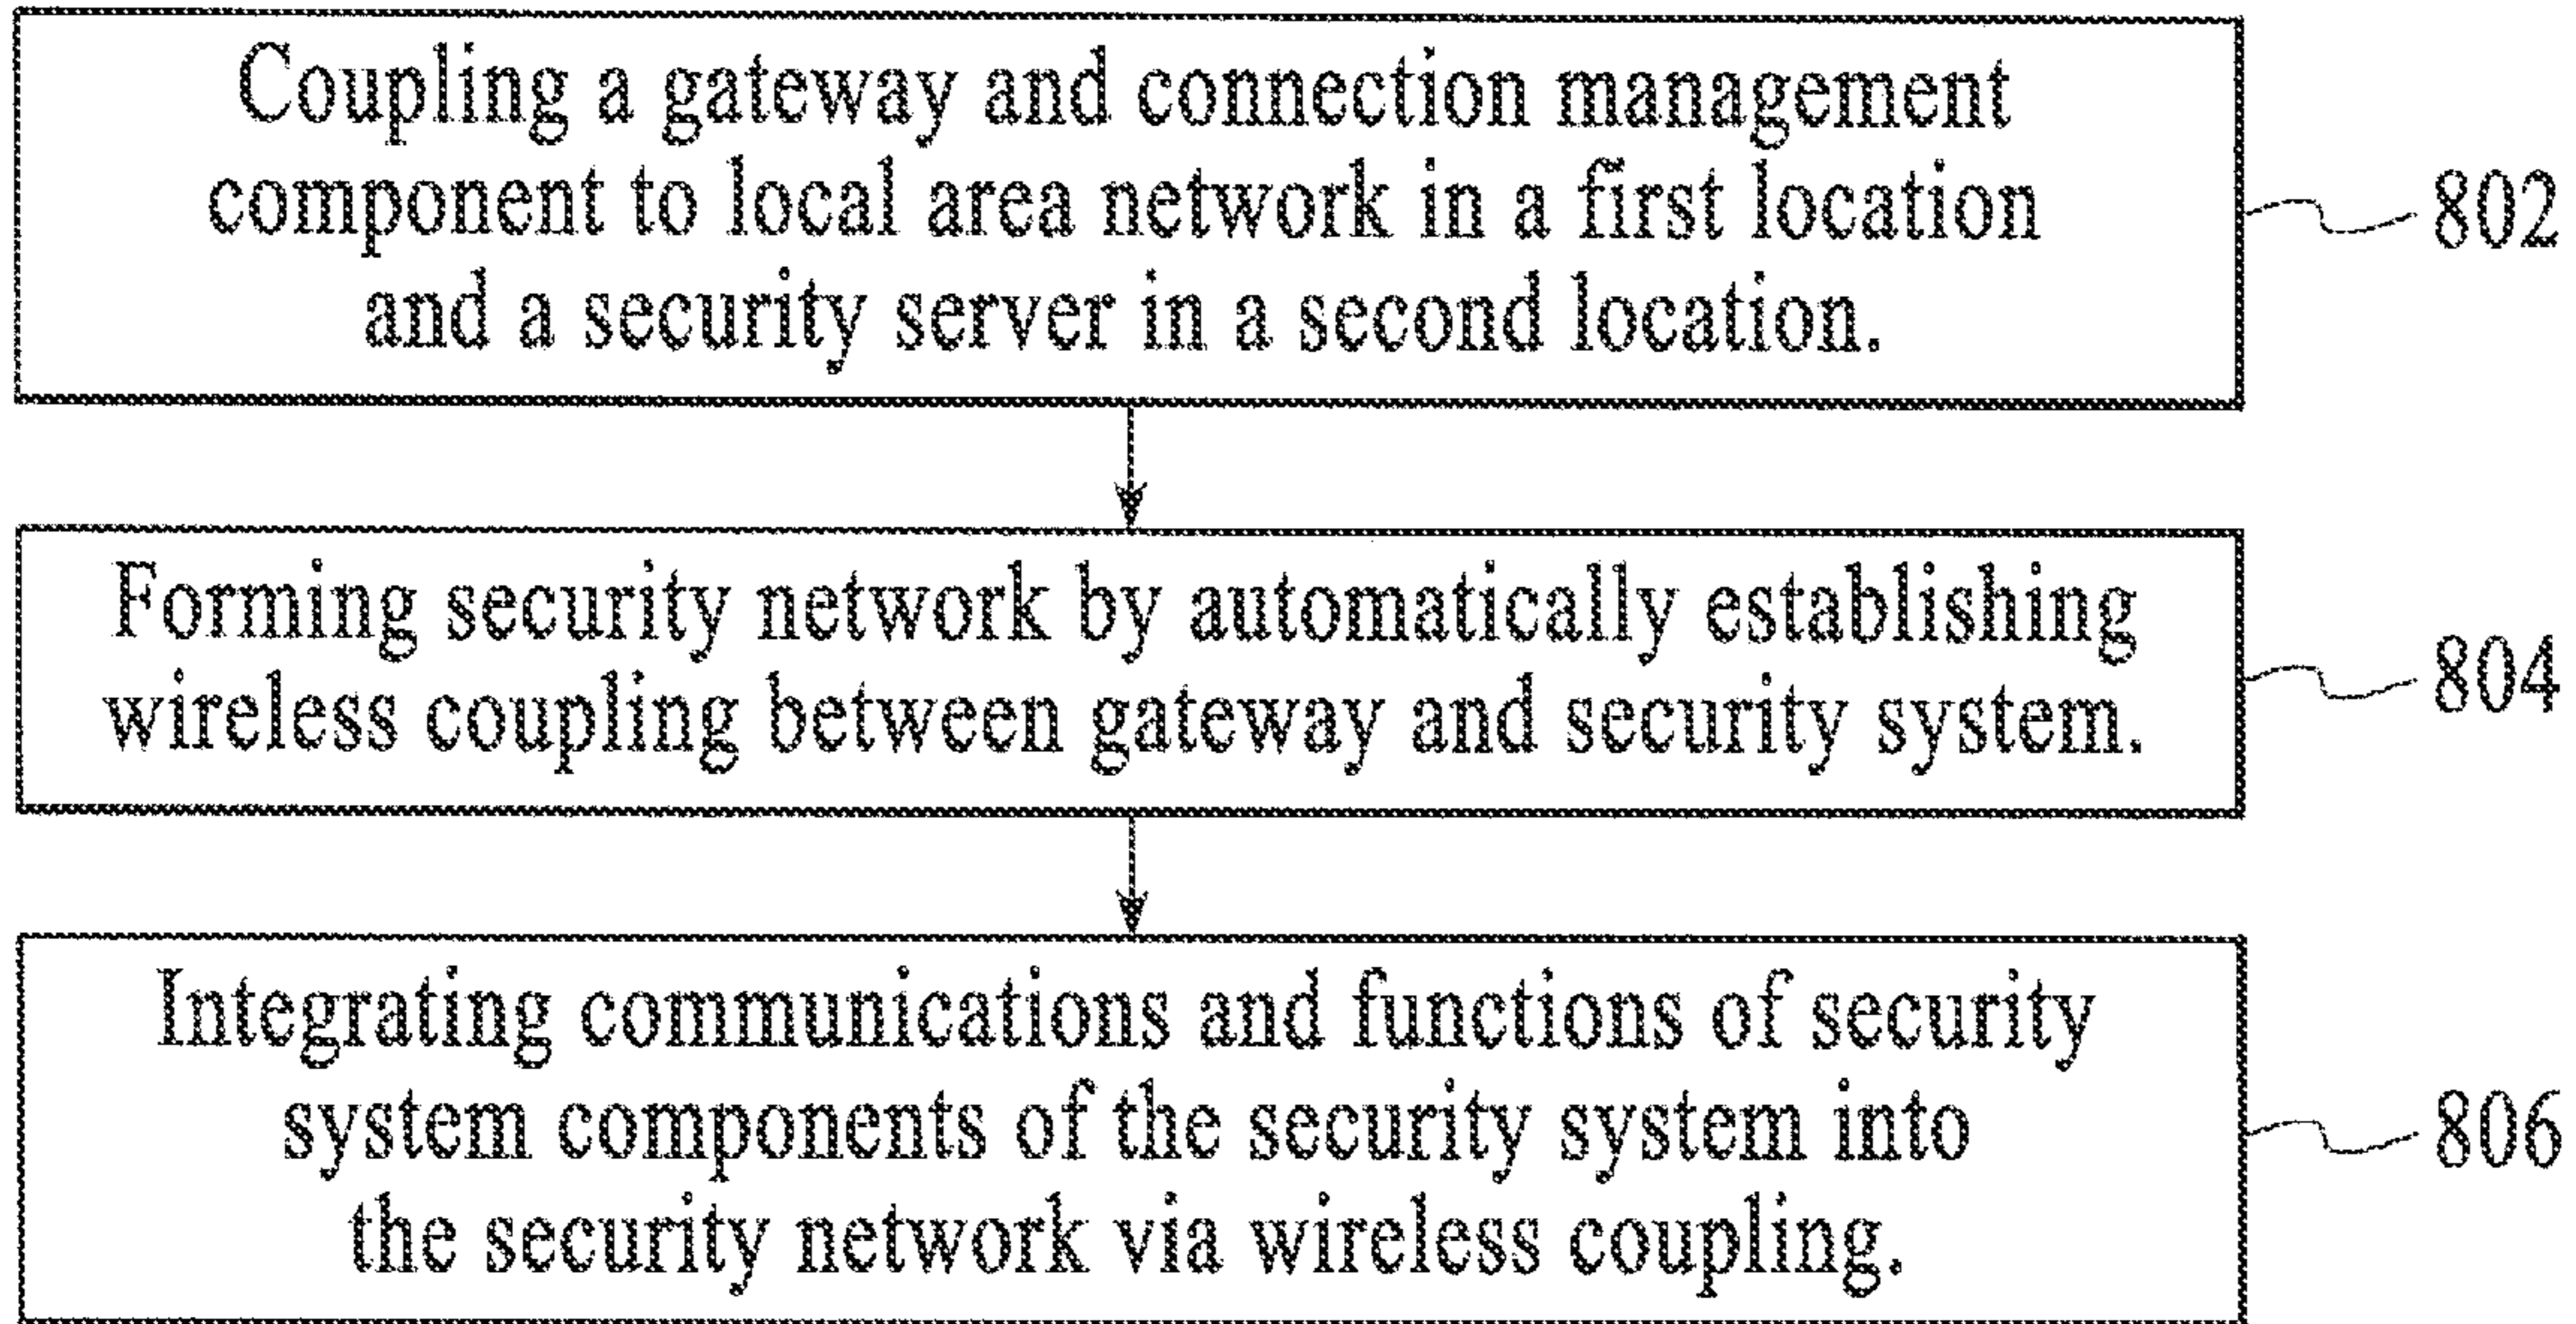 Coupling a gateway and connection management
component to local area network in a first location
and a security server in a second location.
802
Forming security network by automatically establishing
wireless coupling between gateway and security system.
804
Integrating communications and functions of security
system components of the security system into
the security network via wireless coupling.
806